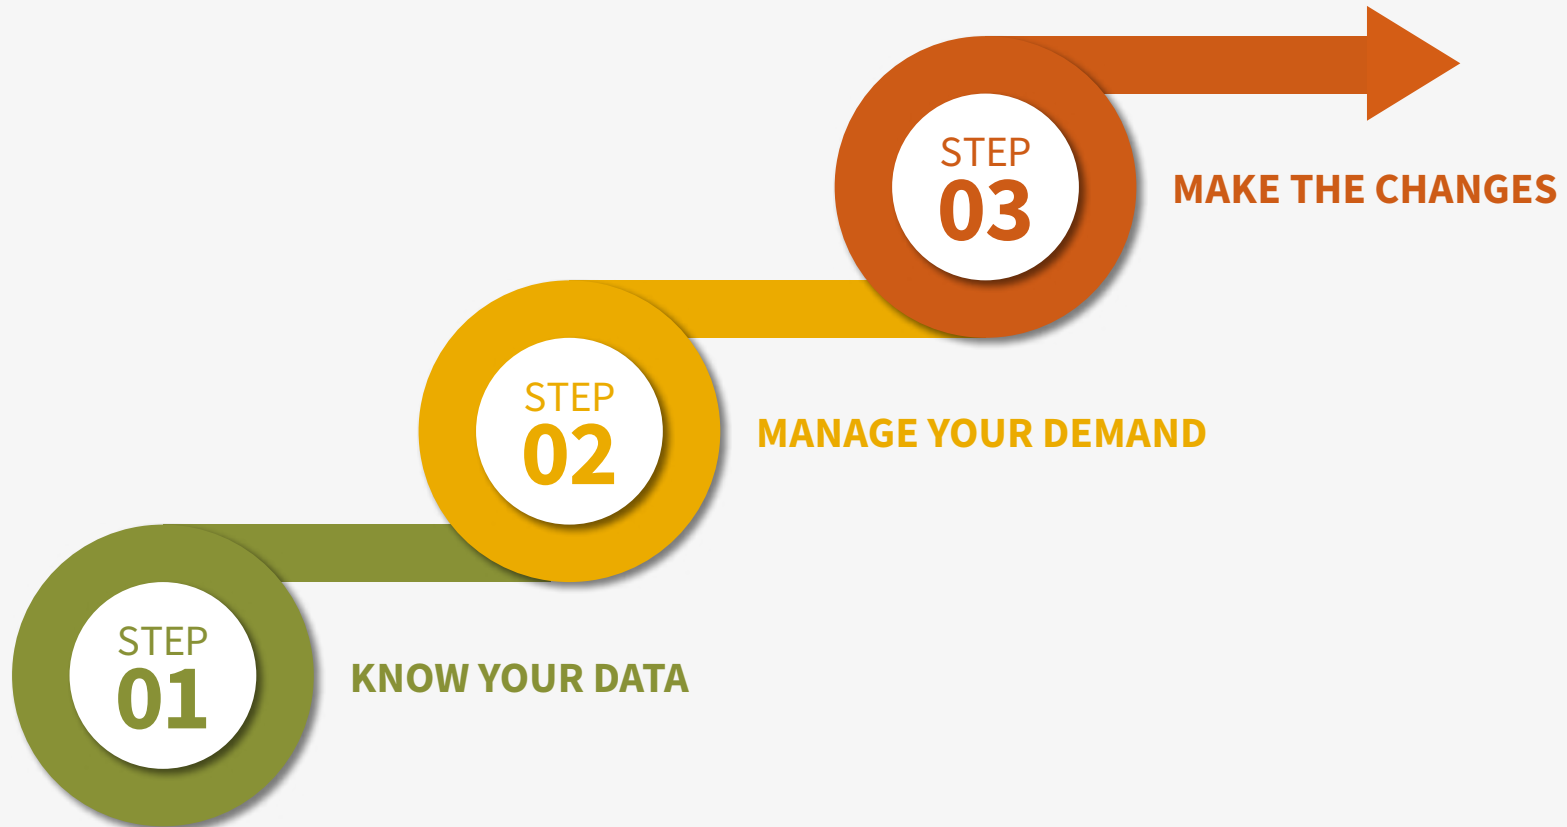 STEP
03
MAKE THE CHANGES
STEP
02
MANAGE YOUR DEMAND
STEP
01
KNOW YOUR DATA